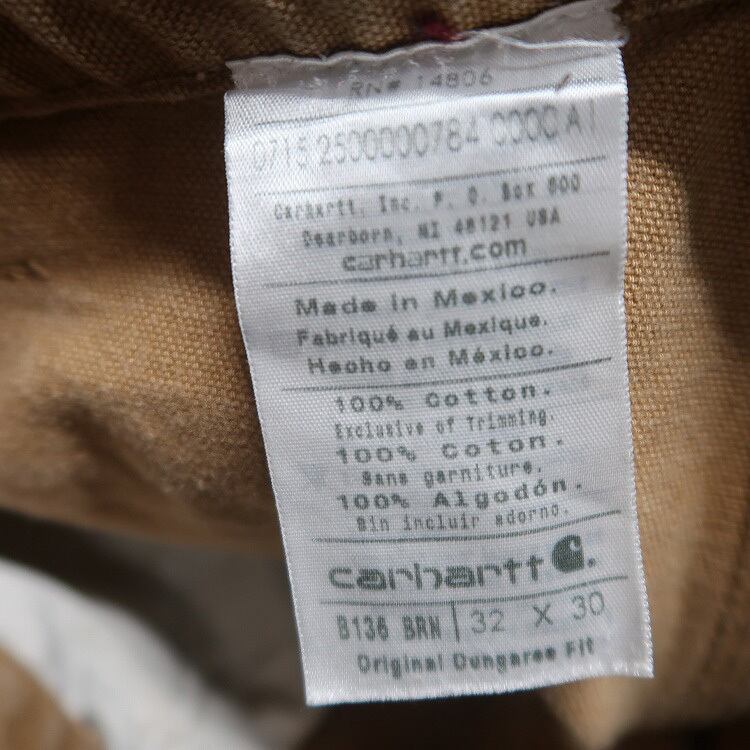 RN# 14806
0715 2500000784 0000 A1
Carhartt, Inc. P. O. Box 600
Dearborn, MI 48121 USA
carhartt.com
Made in Mexico.
Fabriqué au Mexique.
Hecho en México.
100% Cotton.
Exclusive of Trimming.
100% Coton.
Sans garniture.
100% Algodón.
Sin incluir adorno.
carhartt
B136 BRN 32 X 30
Original Dungaree Fit